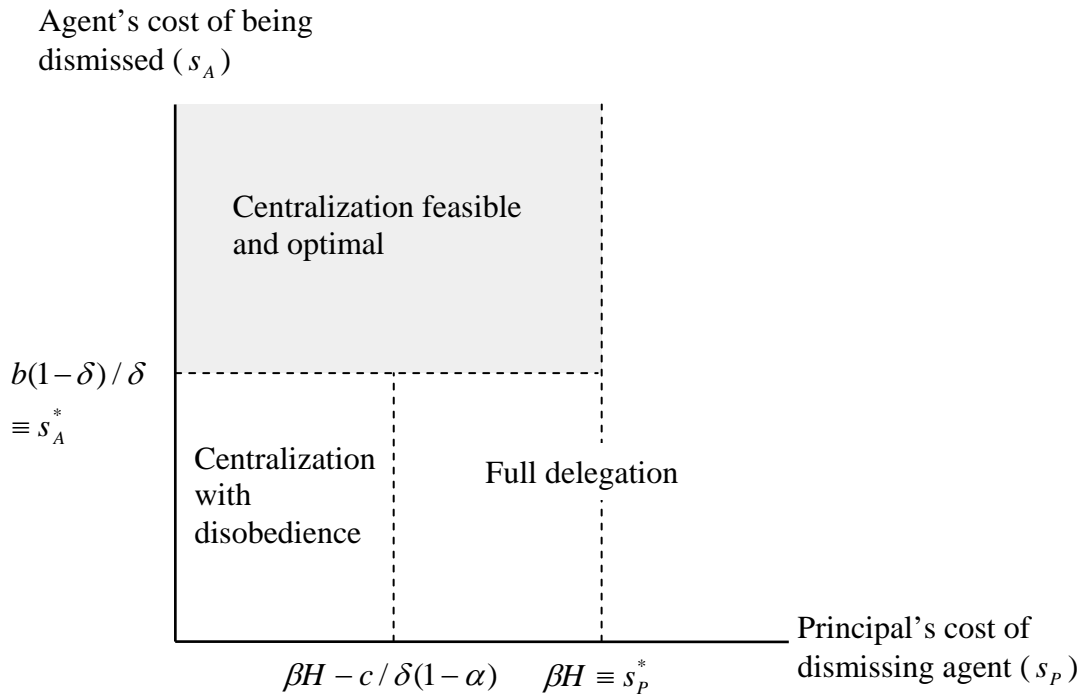 Agent’s cost of being
dismissed ( s_A )
Centralization feasible
and optimal
b(1−δ) / δ
≡ s_A^*
Centralization
with
disobedience
Full delegation
Principal’s cost of
dismissing agent ( s_P )
βH − c / δ(1−α)
βH ≡ s_P^*